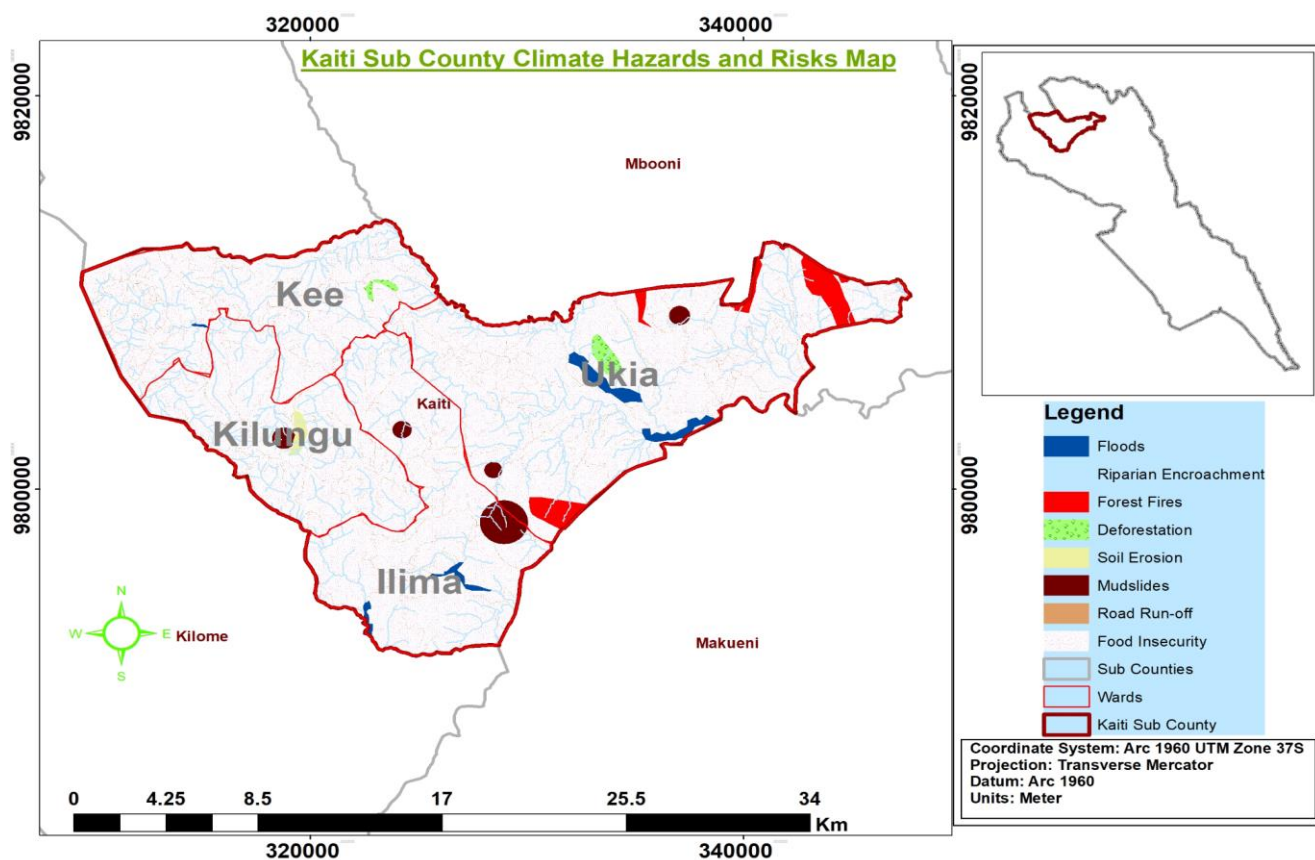 320000
340000
Kaiti Sub County Climate Hazards and Risks Map
9820000
9820000
Mbooni
Kee
Ukia
Kaiti
Kilungu
9800000
9800000
Ilima
N
W
E
S
Kilome
Makueni
0
4.25
8.5
17
25.5
34
Km
320000
340000
Legend
Floods
Riparian Encroachment
Forest Fires
Deforestation
Soil Erosion
Mudslides
Road Run-off
Food Insecurity
Sub Counties
Wards
Kaiti Sub County
Coordinate System: Arc 1960 UTM Zone 37S
Projection: Transverse Mercator
Datum: Arc 1960
Units: Meter